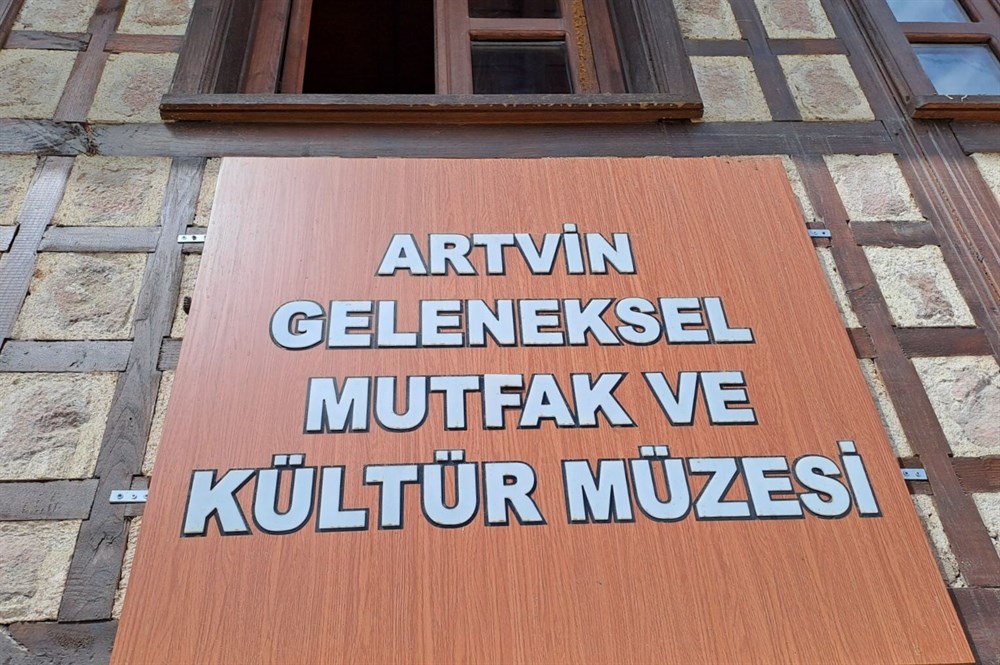 ARTVİN
GELENEKSEL
MUTFAK VE
KÜLTÜR MÜZESİ